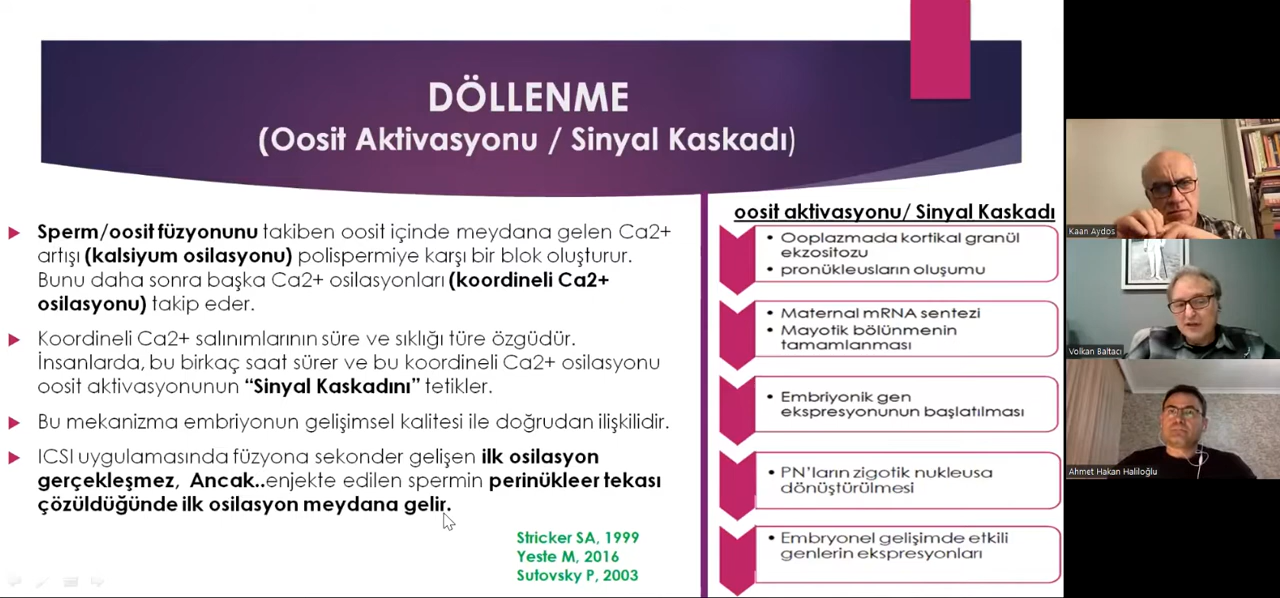 DÖLLENME
(Oosit Aktivasyonu / Sinyal Kaskadı)
Sperm/oosit füzyonunu takiben oosit içinde meydana gelen Ca2+
artışı (kalsiyum osilasyonu) polispermiye karşı bir blok oluşturur.
Bunu daha sonra başka Ca2+ osilasyonları (koordineli Ca2+
osilasyonu) takip eder.
Koordineli Ca2+ salınımlarının süre ve sıklığı türe özgüdür.
İnsanlarda, bu birkaç saat sürer ve bu koordineli Ca2+ osilasyonu
oosit aktivasyonunun “Sinyal Kaskadını” tetikler.
Bu mekanizma embriyonun gelişimsel kalitesi ile doğrudan ilişkilidir.
ICSI uygulamasında füzyona sekonder gelişen ilk osilasyon
gerçekleşmez, Ancak..enjekte edilen spermin perinükleer tekası
çözüldüğünde ilk osilasyon meydana gelir.
Stricker SA, 1999
Yeste M, 2016
Sutovsky P, 2003
oosit aktivasyonu/ Sinyal Kaskadı
• Ooplazmada kortikal granül
ekzositozu
• pronükleusların oluşumu
• Maternal mRNA sentezi
• Mayotik bölünmenin
tamamlanması
• Embriyonik gen
ekspresyonunun başlatılması
• PN’ların zigotik nukleusa
dönüştürülmesi
• Embryonel gelişimde etkili
genlerin ekspresyonları
Kaan Aydos
Volkan Baltacı
Ahmet Hakan Haliloğlu